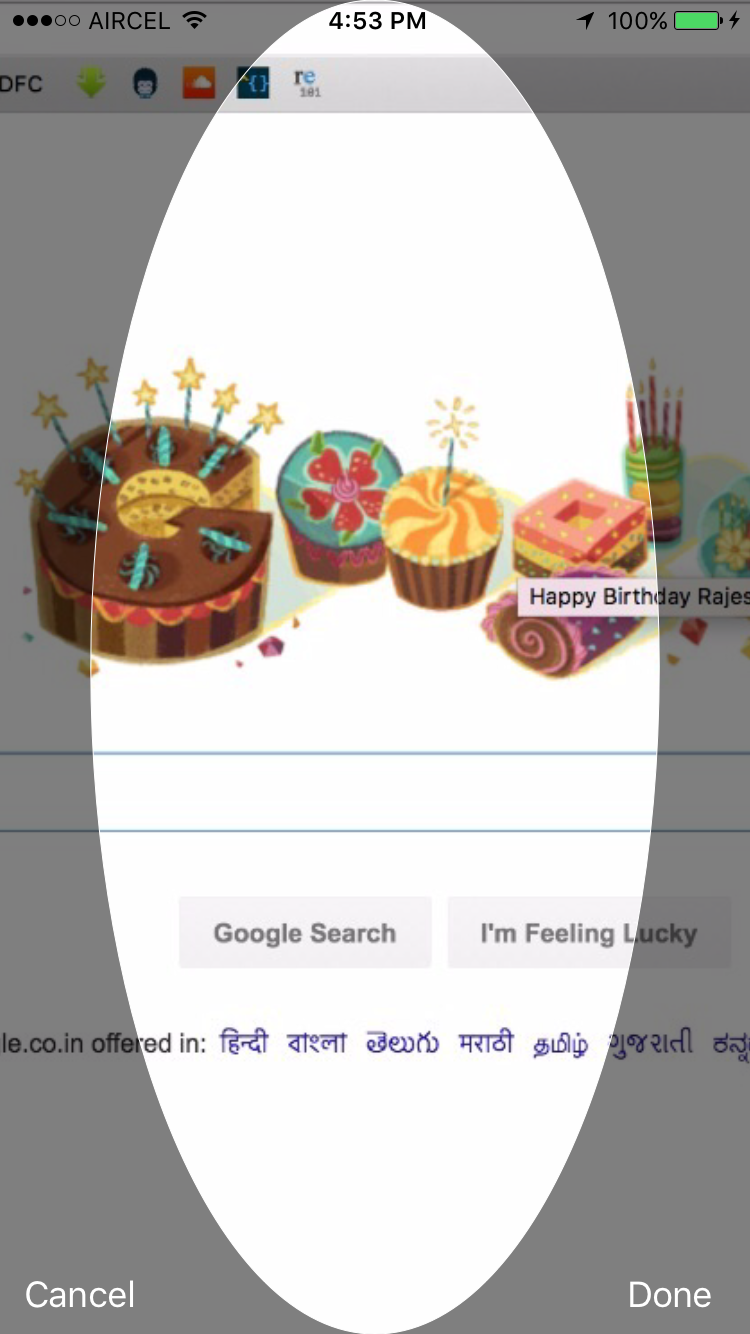 AIRCEL 4:53 PM 100%
DFC {} re
101
Happy Birthday Rajes
Google Search I'm Feeling Lucky
le.co.in offered in: हिन्दी বাংলা తెలుగు मराठी தமிழ் ગુજરાતી ಕನ್ನ
Cancel Done